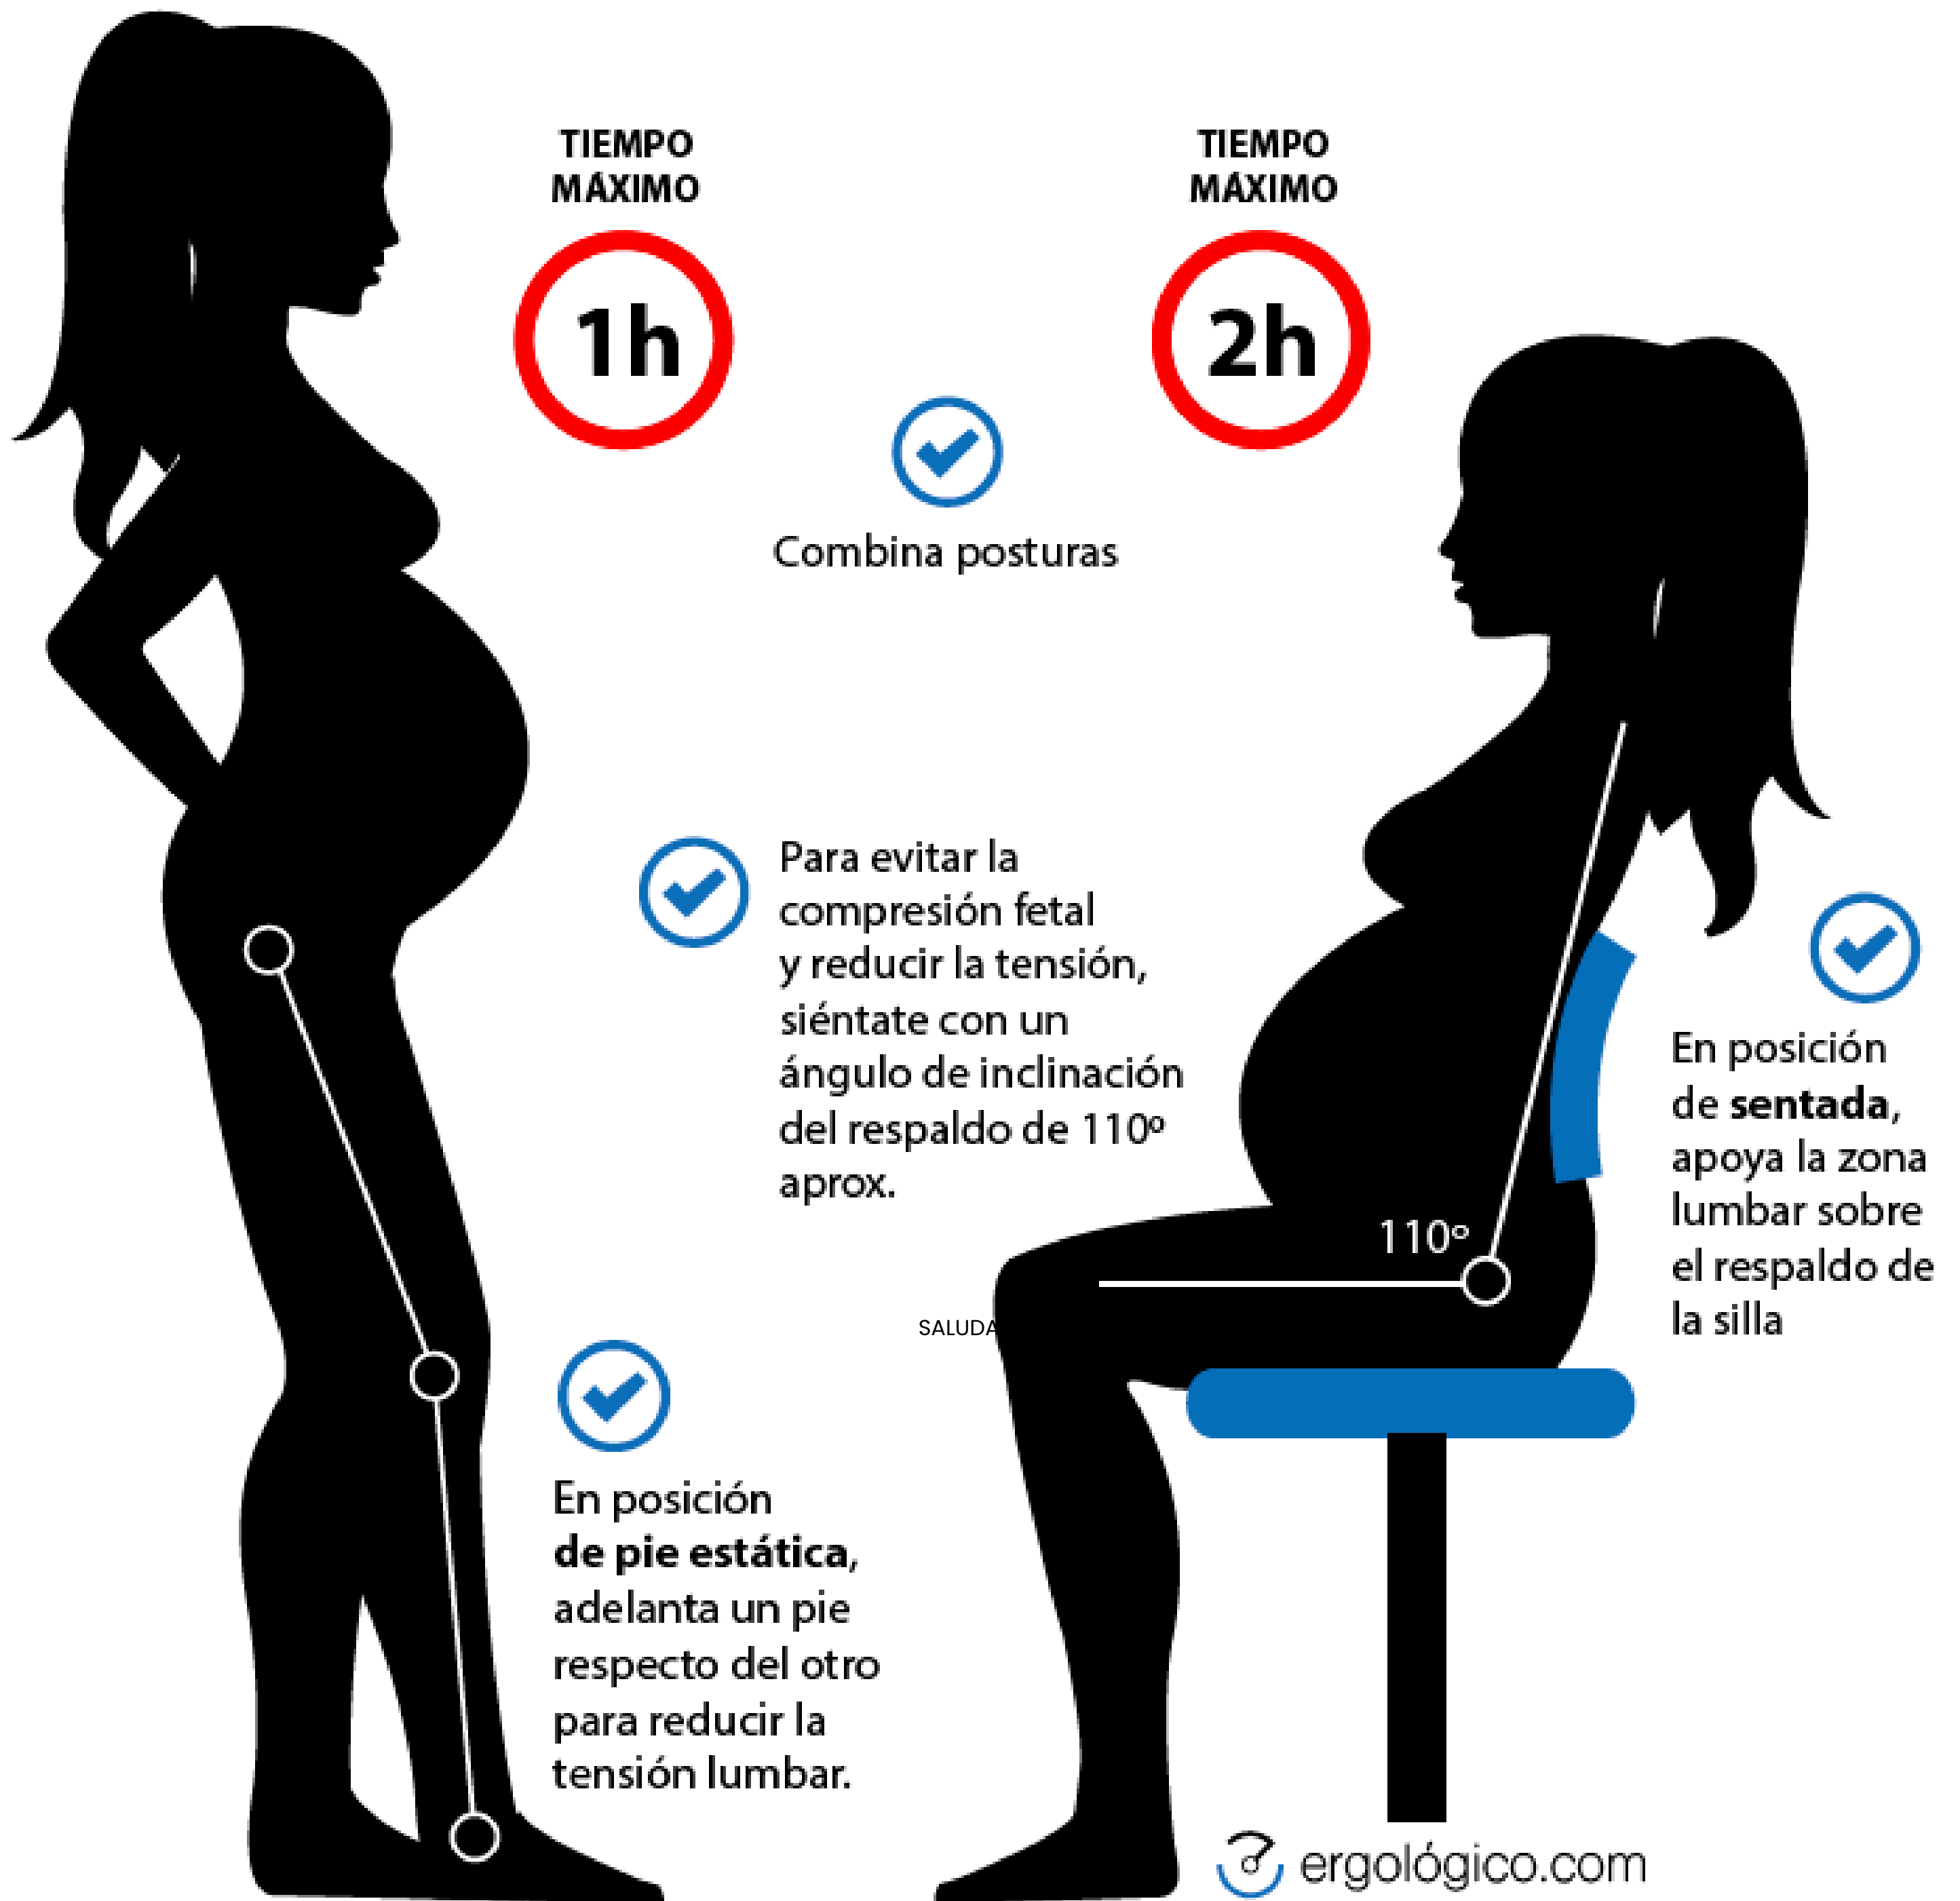 TIEMPO
MÁXIMO
1h
TIEMPO
MÁXIMO
2h
Combina posturas
Para evitar la
compresión fetal
y reducir la tensión,
siéntate con un
ángulo de inclinación
del respaldo de 110º
aprox.
En posición
de sentada,
apoya la zona
lumbar sobre
el respaldo de
la silla
110º
SALUDA
En posición
de pie estática,
adelanta un pie
respecto del otro
para reducir la
tensión lumbar.
ergológico.com